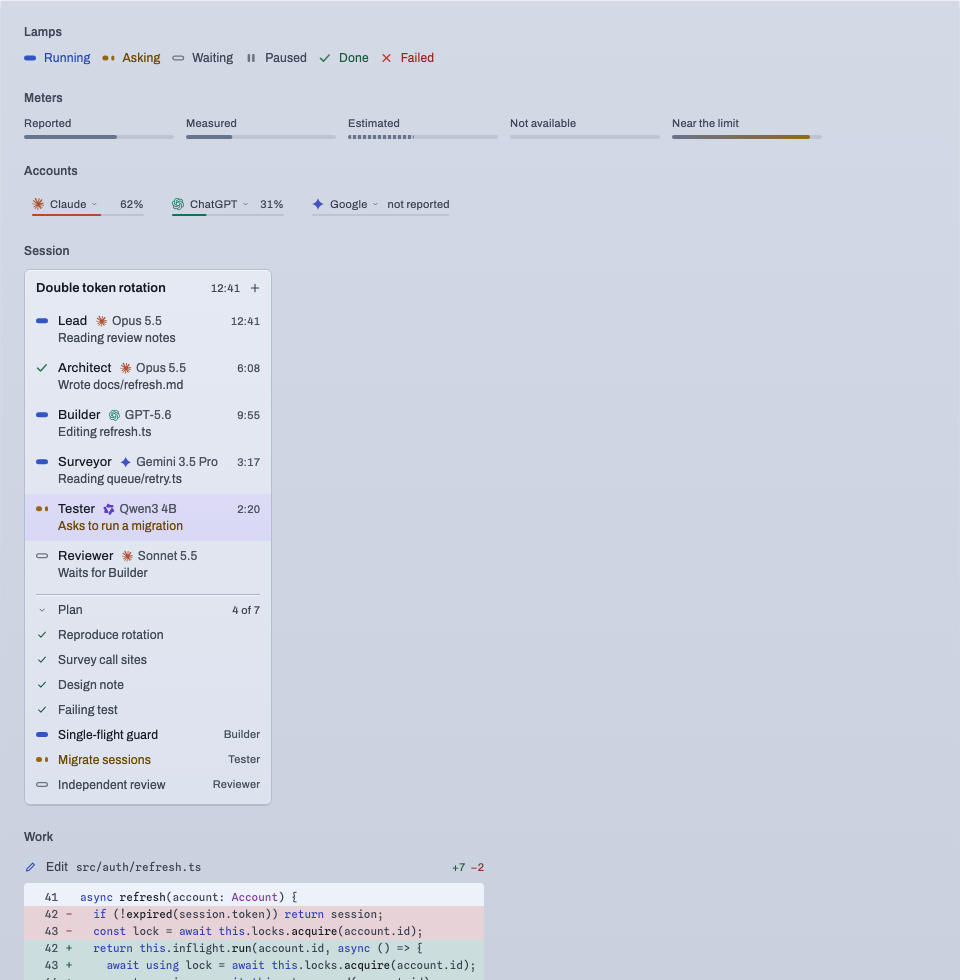 Lamps
Running Asking Waiting Paused Done Failed
Meters
Reported Measured Estimated Not available Near the limit
Accounts
Claude 62% ChatGPT 31% Google not reported
Session
Double token rotation 12:41 +
Lead Opus 5.5 12:41
Reading review notes
Architect Opus 5.5 6:08
Wrote docs/refresh.md
Builder GPT-5.6 9:55
Editing refresh.ts
Surveyor Gemini 3.5 Pro 3:17
Reading queue/retry.ts
Tester Qwen3 4B 2:20
Asks to run a migration
Reviewer Sonnet 5.5
Waits for Builder
Plan 4 of 7
Reproduce rotation
Survey call sites
Design note
Failing test
Single-flight guard Builder
Migrate sessions Tester
Independent review Reviewer
Work
Edit src/auth/refresh.ts +7 −2
41 async refresh(account: Account) {
42 − if (!expired(session.token)) return session;
43 − const lock = await this.locks.acquire(account.id);
42 + return this.inflight.run(account.id, async () => {
43 + await using lock = await this.locks.acquire(account.id);